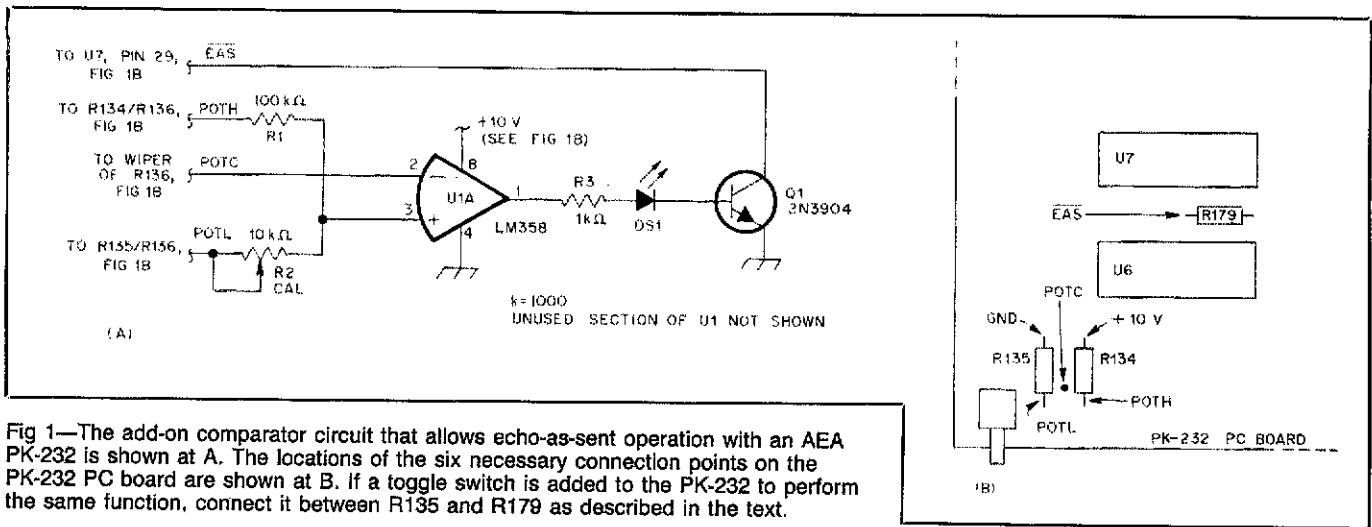 TO U7, PIN 29,
FIG 1B
EAS
TO R134/R136,
FIG 1B
POTH
100 kΩ
R1
+10 V
(SEE FIG 1B)
TO WIPER
OF R136,
FIG 1B
POTC
2
8
U1A
3
4
1
LM358
R3
1kΩ
DS1
Q1
2N3904
TO R135/R136,
FIG 1B
POTL
10 kΩ
R2
CAL
k=1000
UNUSED SECTION OF U1 NOT SHOWN
(A)
U7
EAS
R179
U6
POTC
GND
+ 10 V
R135
R134
POTH
POTL
PK-232 PC BOARD
(B)
Fig 1—The add-on comparator circuit that allows echo-as-sent operation with an AEA
PK-232 is shown at A. The locations of the six necessary connection points on the
PK-232 PC board are shown at B. If a toggle switch is added to the PK-232 to perform
the same function, connect it between R135 and R179 as described in the text.